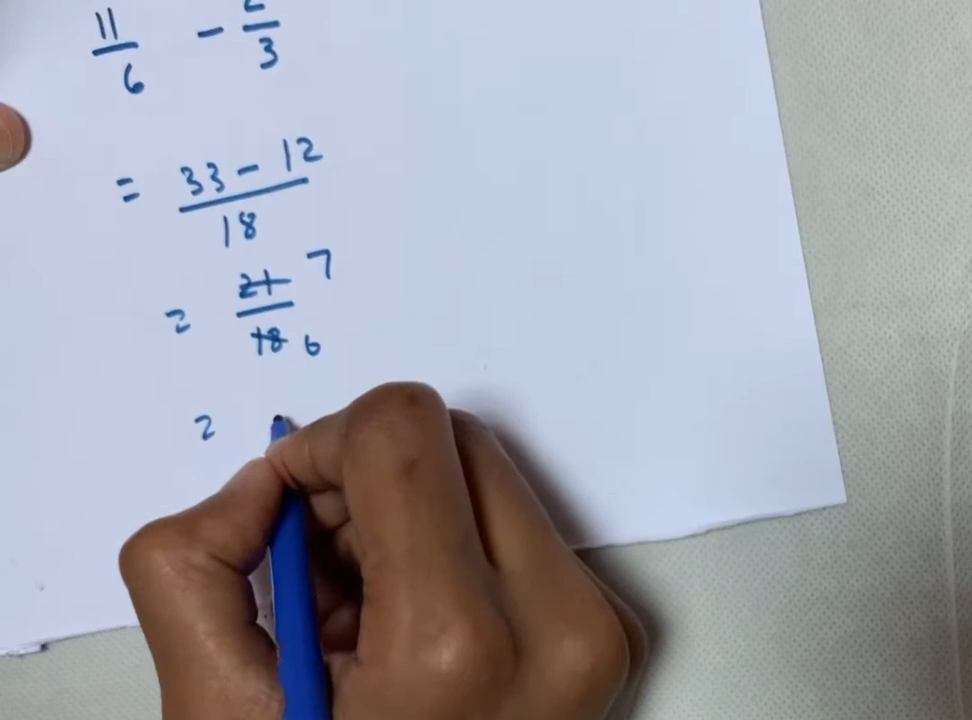 11/6 - 2/3
= 33 - 12 / 18
= 21/18 7/6
=